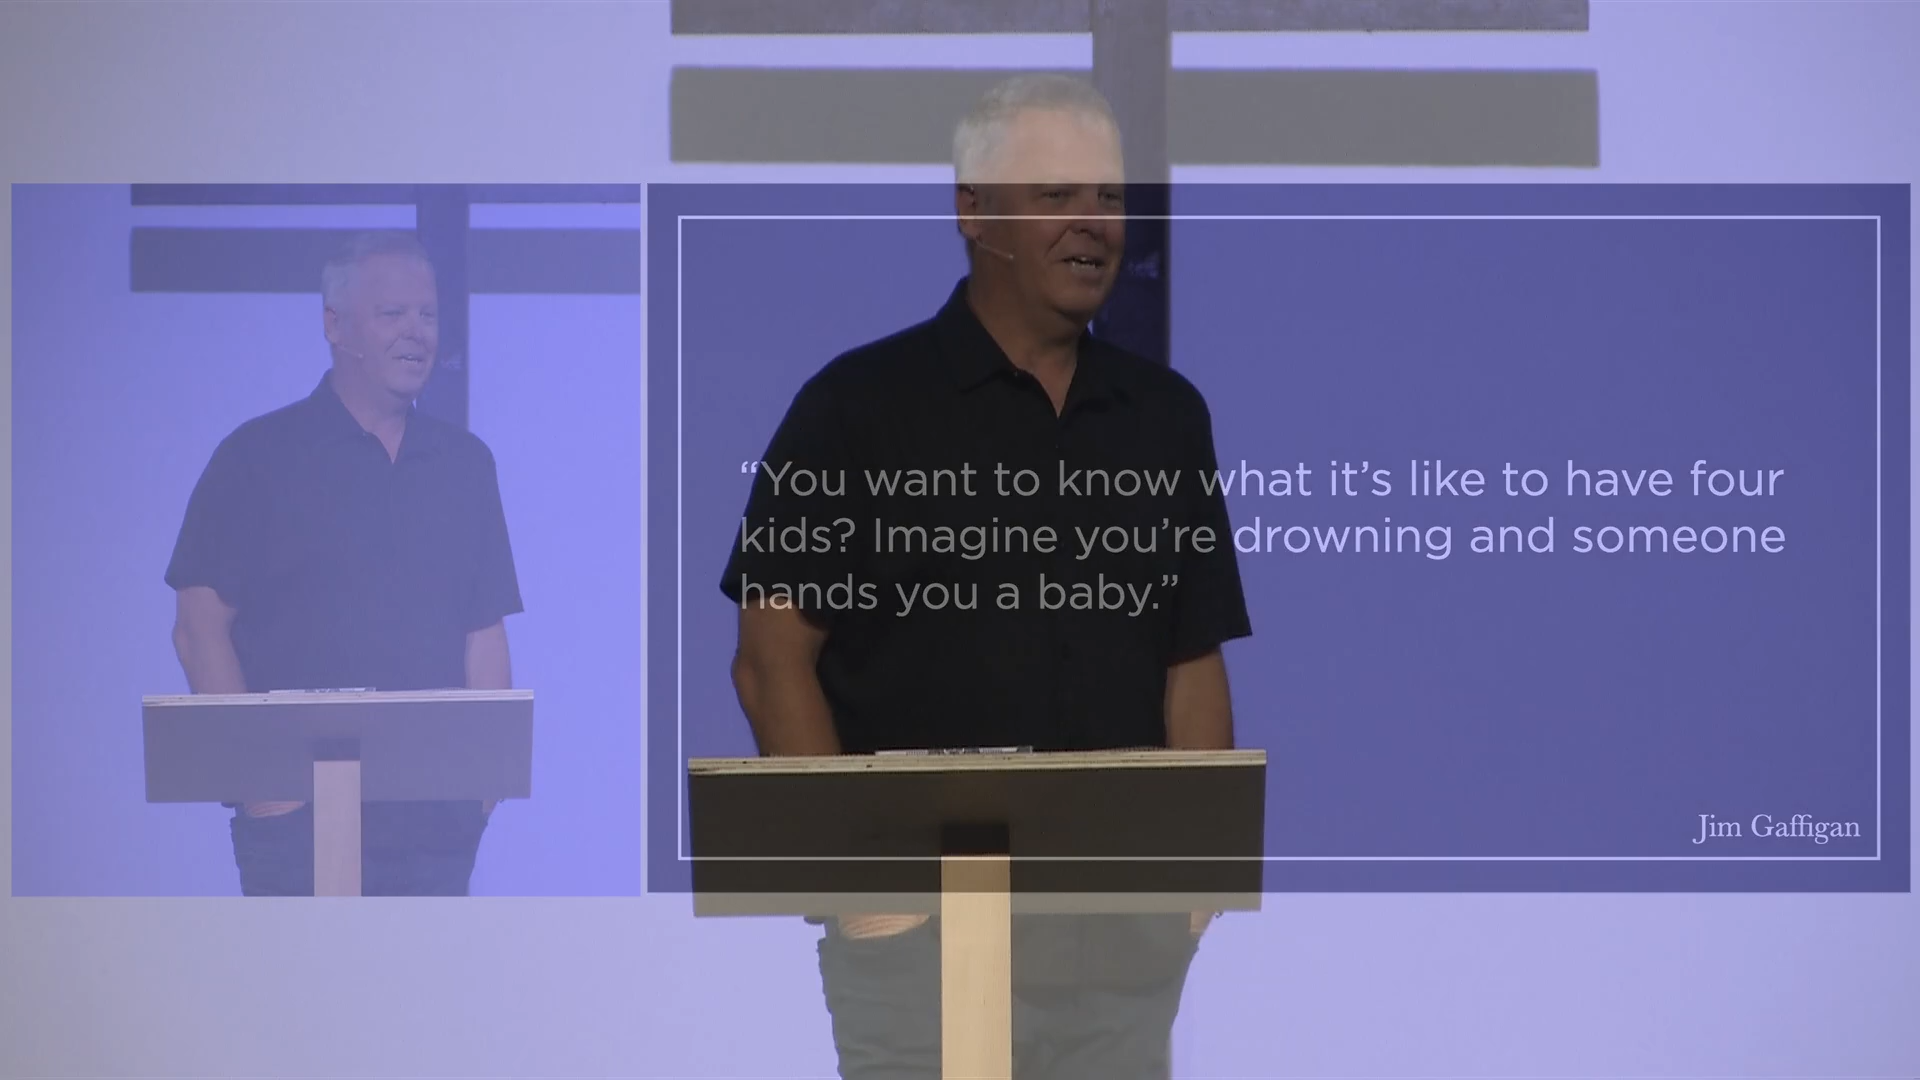 “You want to know what it’s like to have four
kids? Imagine you’re drowning and someone
hands you a baby.”
Jim Gaffigan